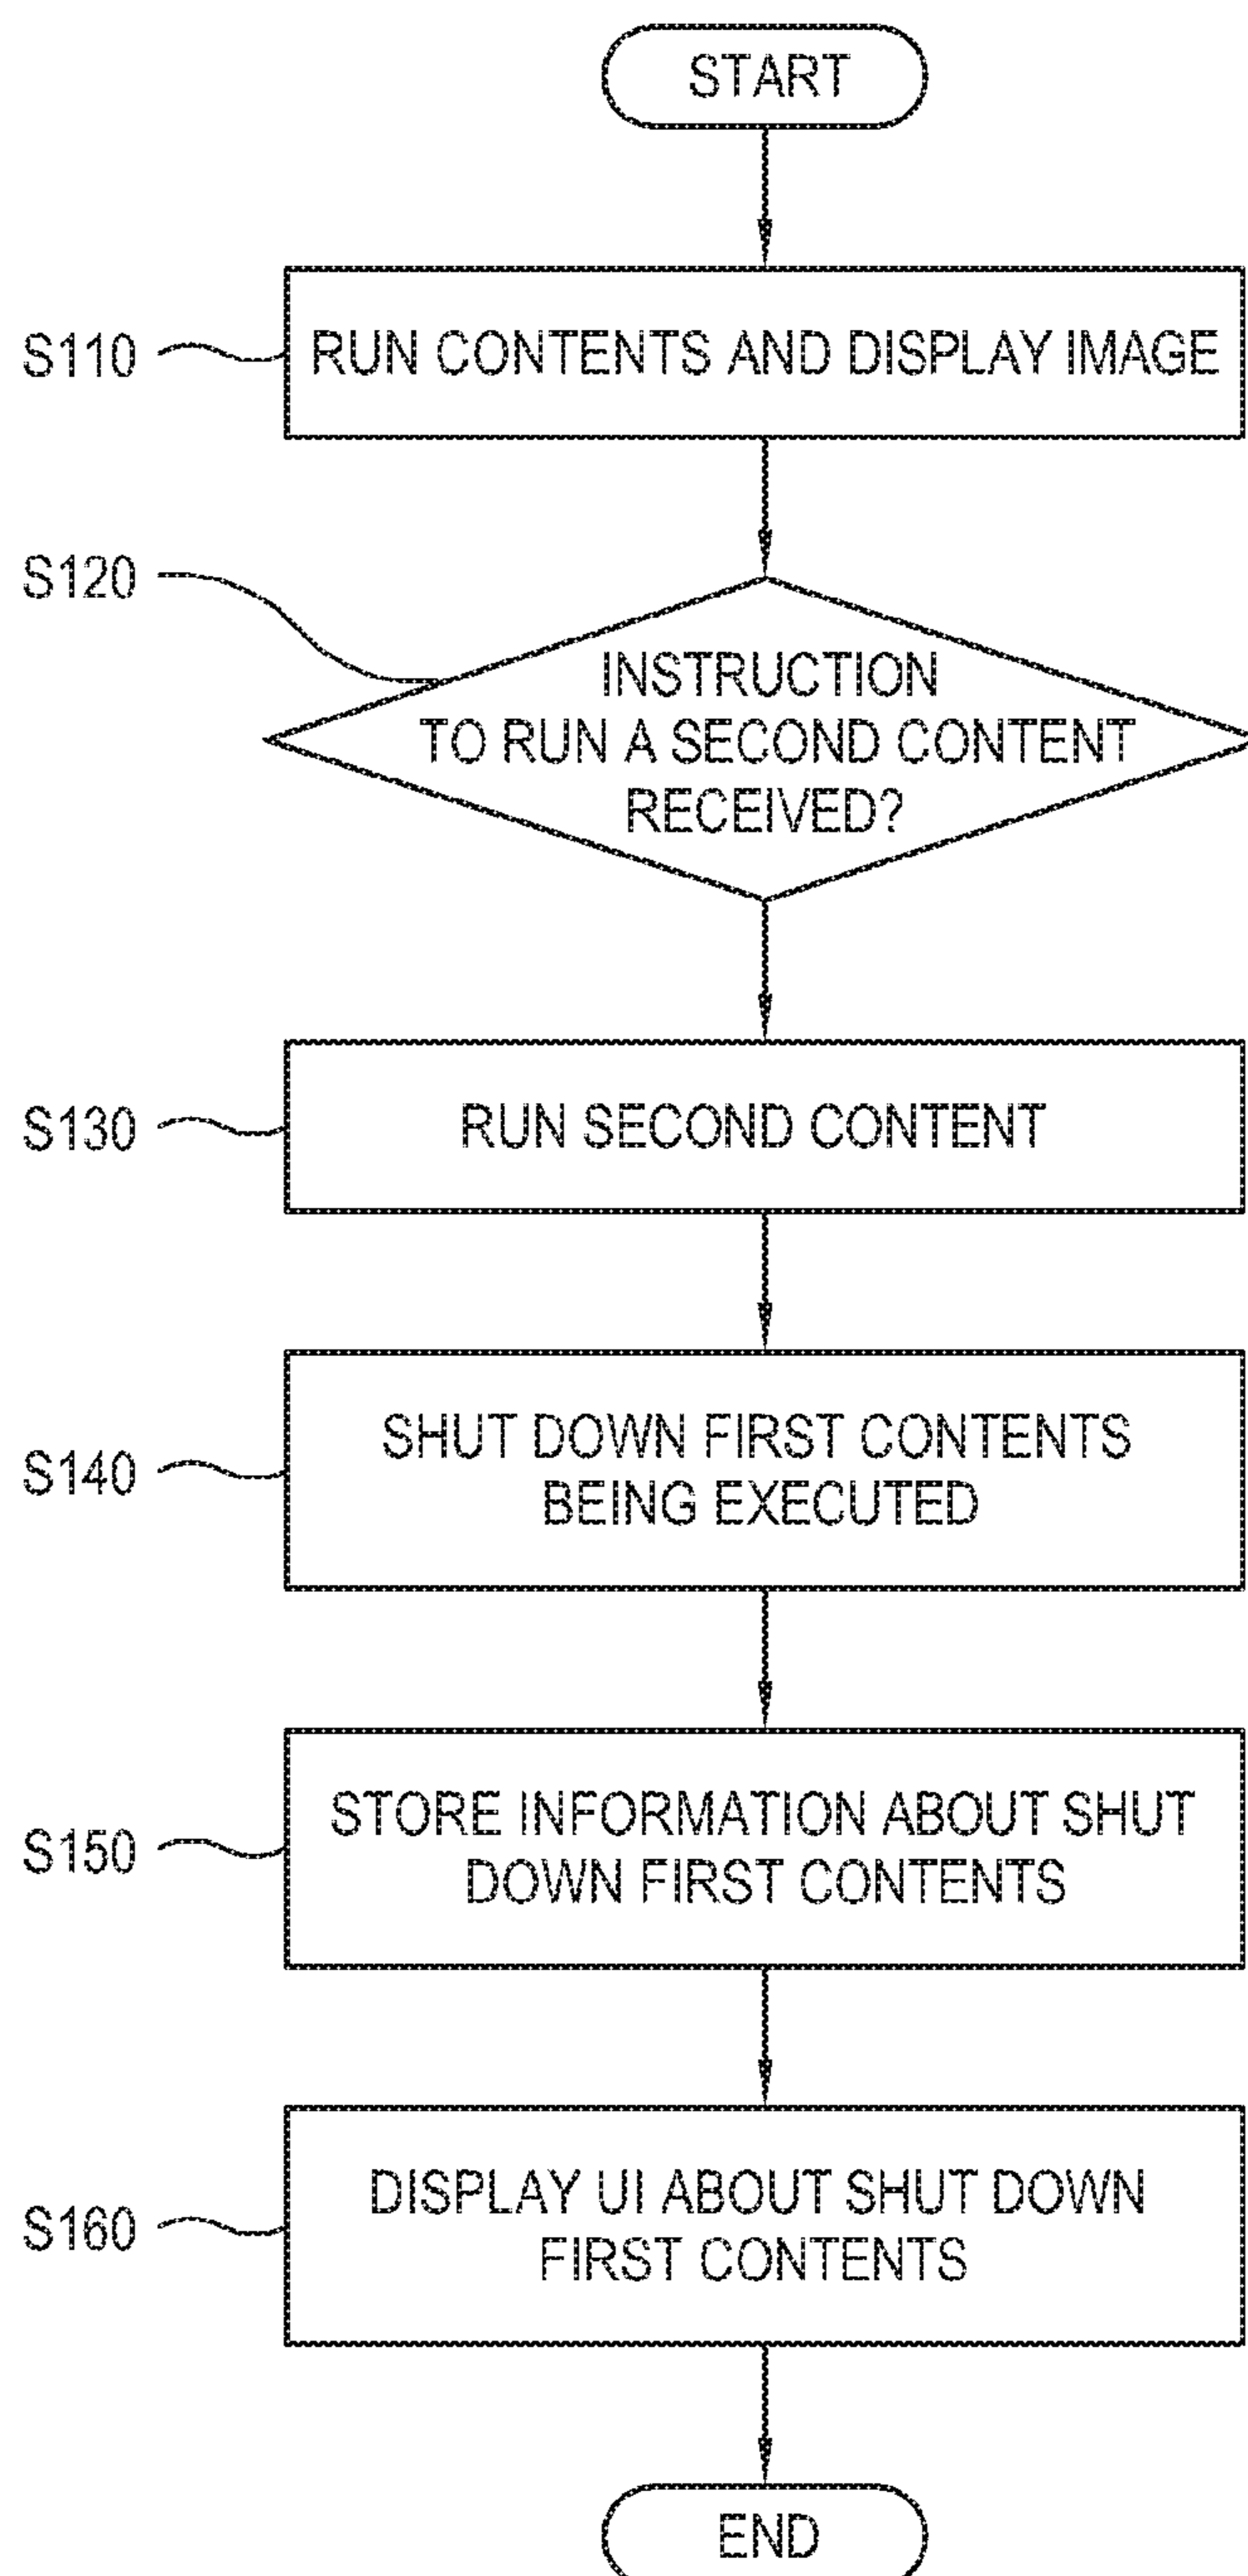 START
S110
RUN CONTENTS AND DISPLAY IMAGE
S120
INSTRUCTION
TO RUN A SECOND CONTENT
RECEIVED?
S130
RUN SECOND CONTENT
S140
SHUT DOWN FIRST CONTENTS
BEING EXECUTED
S150
STORE INFORMATION ABOUT SHUT
DOWN FIRST CONTENTS
S160
DISPLAY UI ABOUT SHUT DOWN
FIRST CONTENTS
END